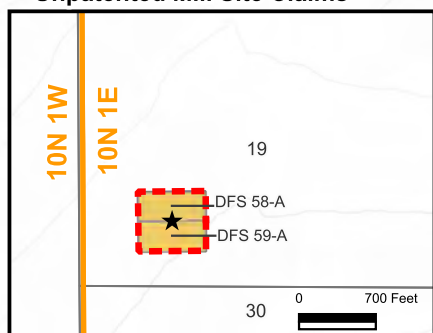 Unpatented Mill Site Claims
10N 1W
10N 1E
19
DFS 58-A
DFS 59-A
30
0 700 Feet